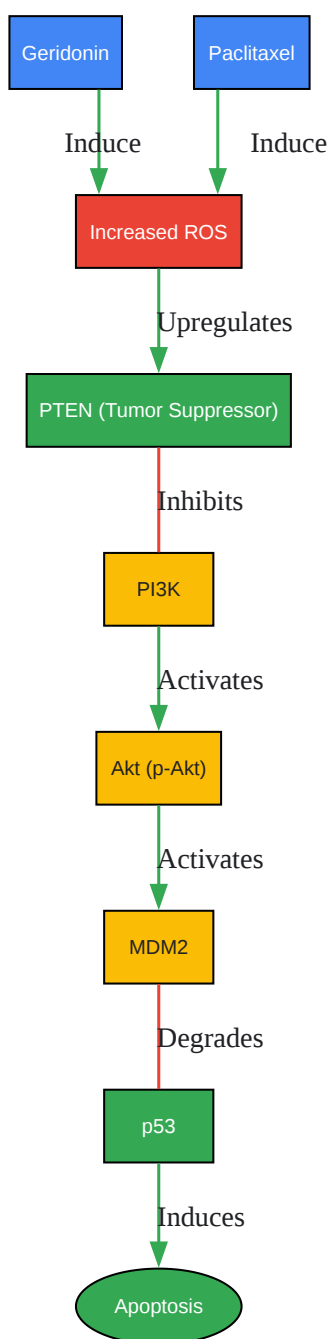 Geridonin
Paclitaxel
Induce
Induce
Increased ROS
Upregulates
PTEN (Tumor Suppressor)
Inhibits
PI3K
Activates
Akt (p-Akt)
Activates
MDM2
Degrades
p53
Induces
Apoptosis